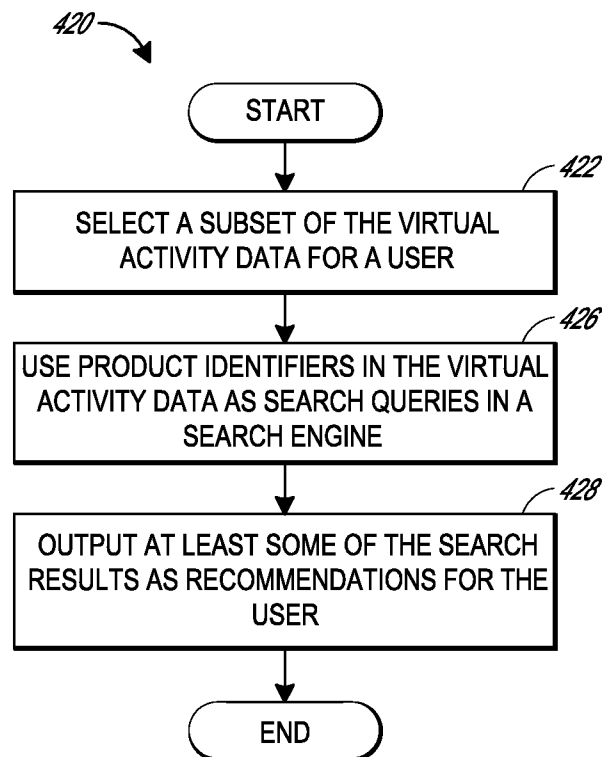 420
START
422
SELECT A SUBSET OF THE VIRTUAL
ACTIVITY DATA FOR A USER
426
USE PRODUCT IDENTIFIERS IN THE VIRTUAL
ACTIVITY DATA AS SEARCH QUERIES IN A
SEARCH ENGINE
428
OUTPUT AT LEAST SOME OF THE SEARCH
RESULTS AS RECOMMENDATIONS FOR THE
USER
END